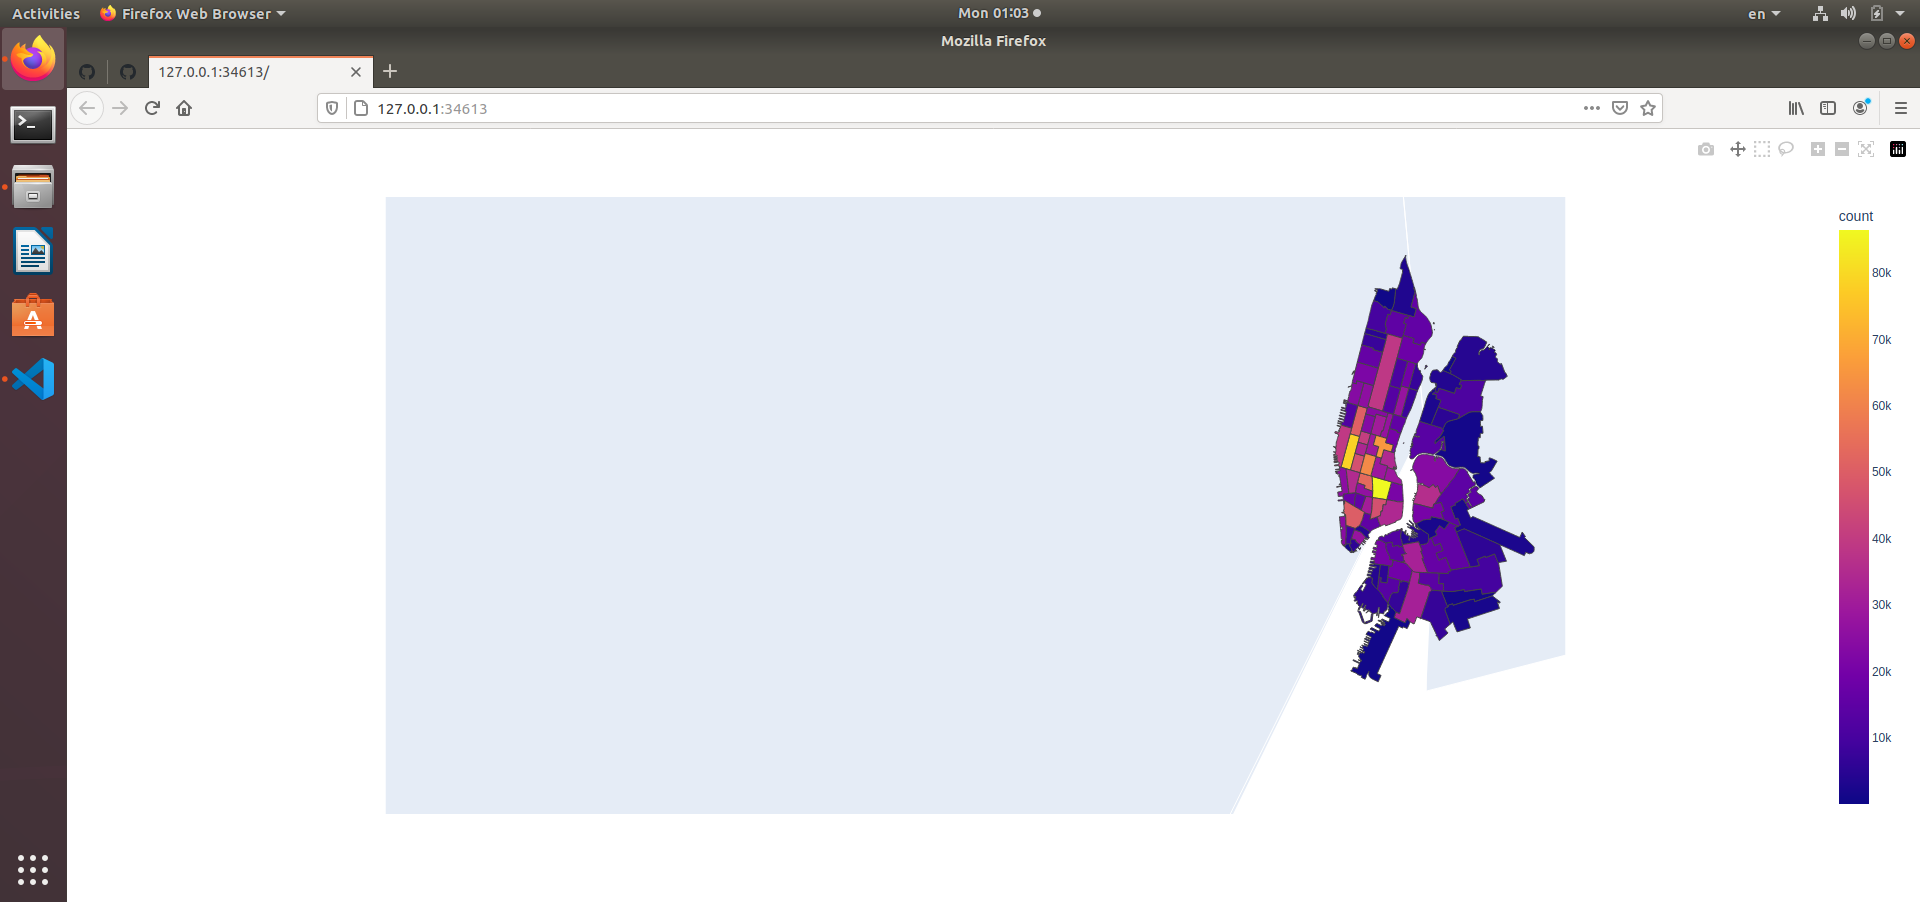 Activities
Firefox Web Browser
Mon 01:03
en
Mozilla Firefox
127.0.0.1:34613/
127.0.0.1:34613
count
80k
70k
60k
50k
40k
30k
20k
10k